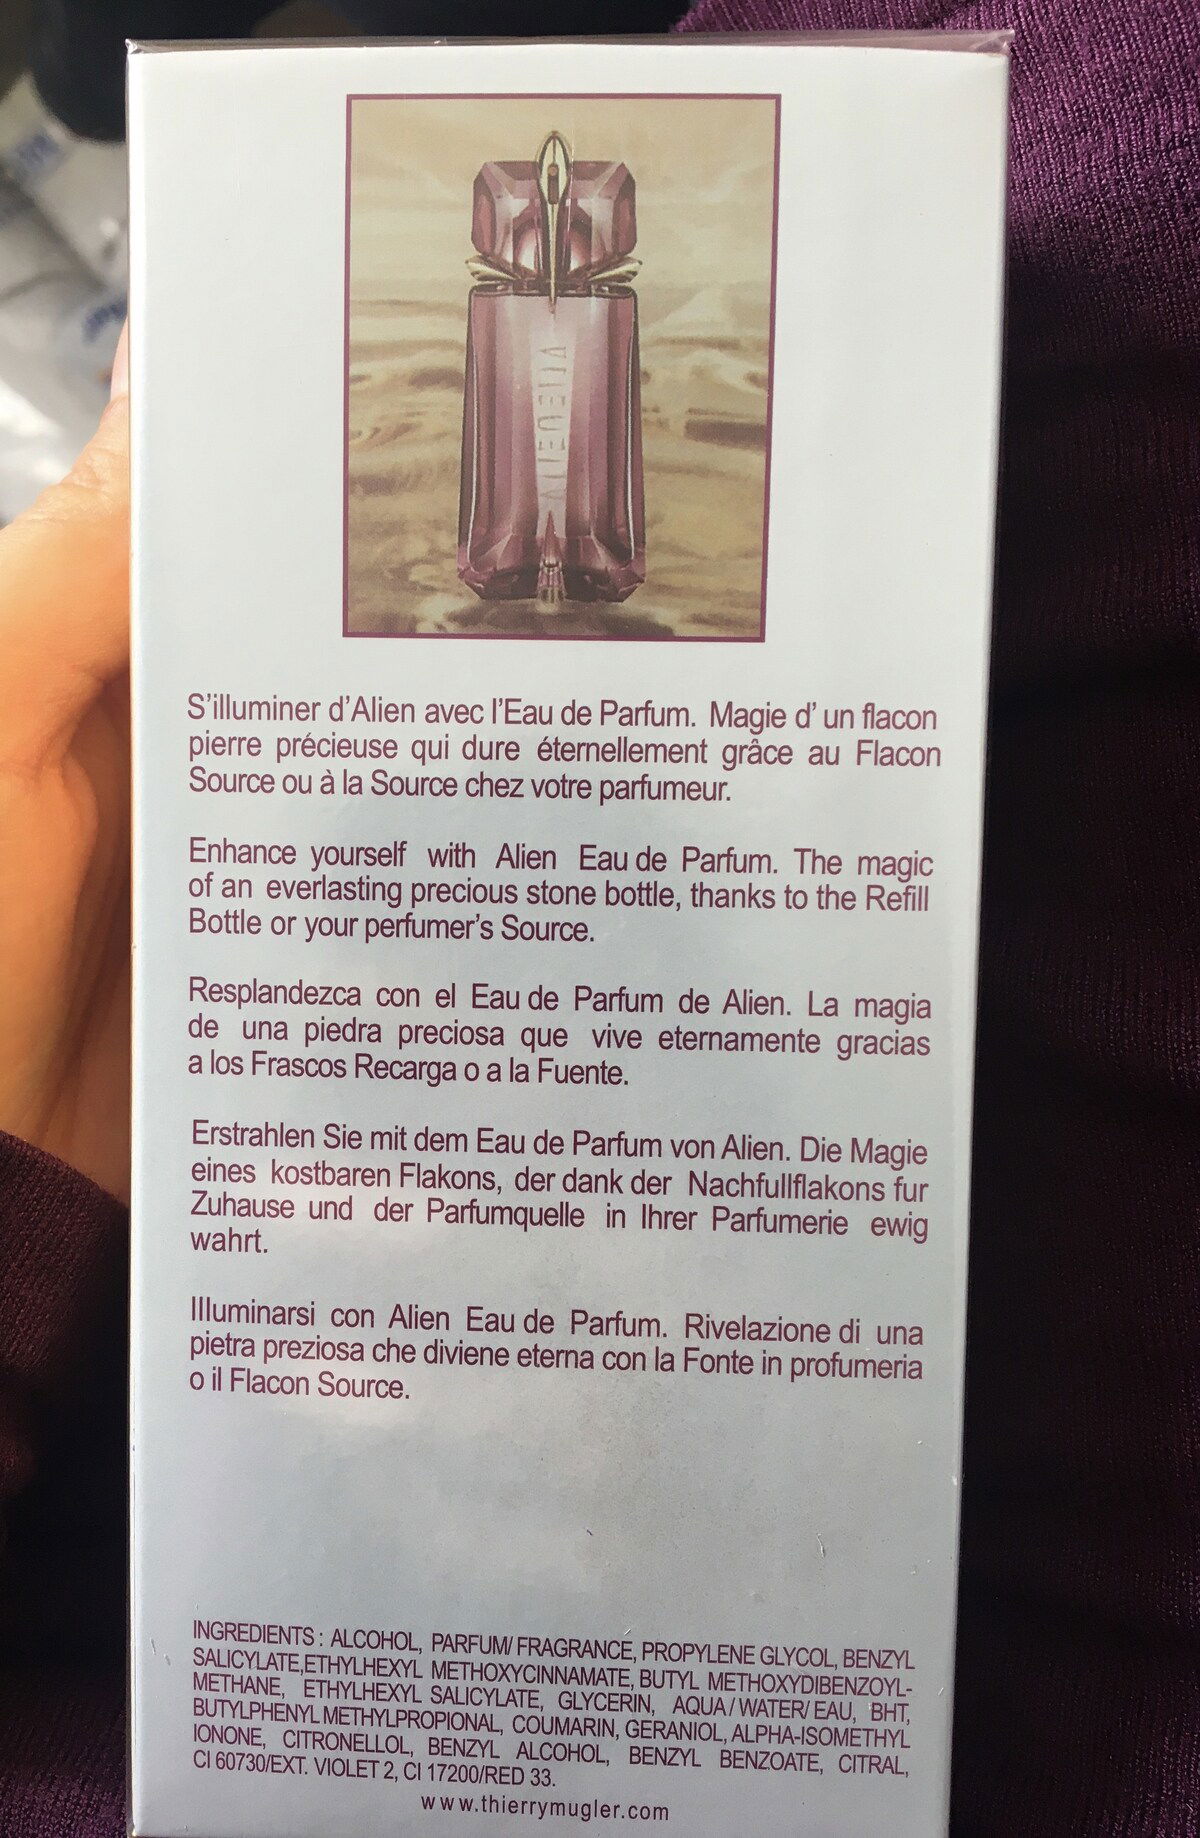 S'illuminer d'Alien avec l'Eau de Parfum. Magie d' un flacon
pierre précieuse qui dure éternellement grâce au Flacon
Source ou à la Source chez votre parfumeur.
Enhance yourself with Alien Eau de Parfum. The magic
of an everlasting precious stone bottle, thanks to the Refill
Bottle or your perfumer's Source.
Resplandezca con el Eau de Parfum de Alien. La magia
de una piedra preciosa que vive eternamente gracias
a los Frascos Recarga o a la Fuente.
Erstrahlen Sie mit dem Eau de Parfum von Alien. Die Magie
eines kostbaren Flakons, der dank der Nachfullflakons fur
Zuhause und der Parfumquelle in Ihrer Parfumerie ewig
wahrt.
Illuminarsi con Alien Eau de Parfum. Rivelazione di una
pietra preziosa che diviene eterna con la Fonte in profumeria
o il Flacon Source.
INGREDIENTS : ALCOHOL, PARFUM/ FRAGRANCE, PROPYLENE GLYCOL, BENZYL
SALICYLATE,ETHYLHEXYL METHOXYCINNAMATE, BUTYL METHOXYDIBENZOYL-
METHANE, ETHYLHEXYL SALICYLATE, GLYCERIN, AQUA/WATER/ EAU, BHT,
BUTYLPHENYL METHYLPROPIONAL, COUMARIN, GERANIOL, ALPHA-ISOMETHYL
IONONE, CITRONELLOL, BENZYL ALCOHOL, BENZYL BENZOATE, CITRAL,
CI 60730/EXT. VIOLET 2, CI 17200/RED 33.
www.thierrymugler.com